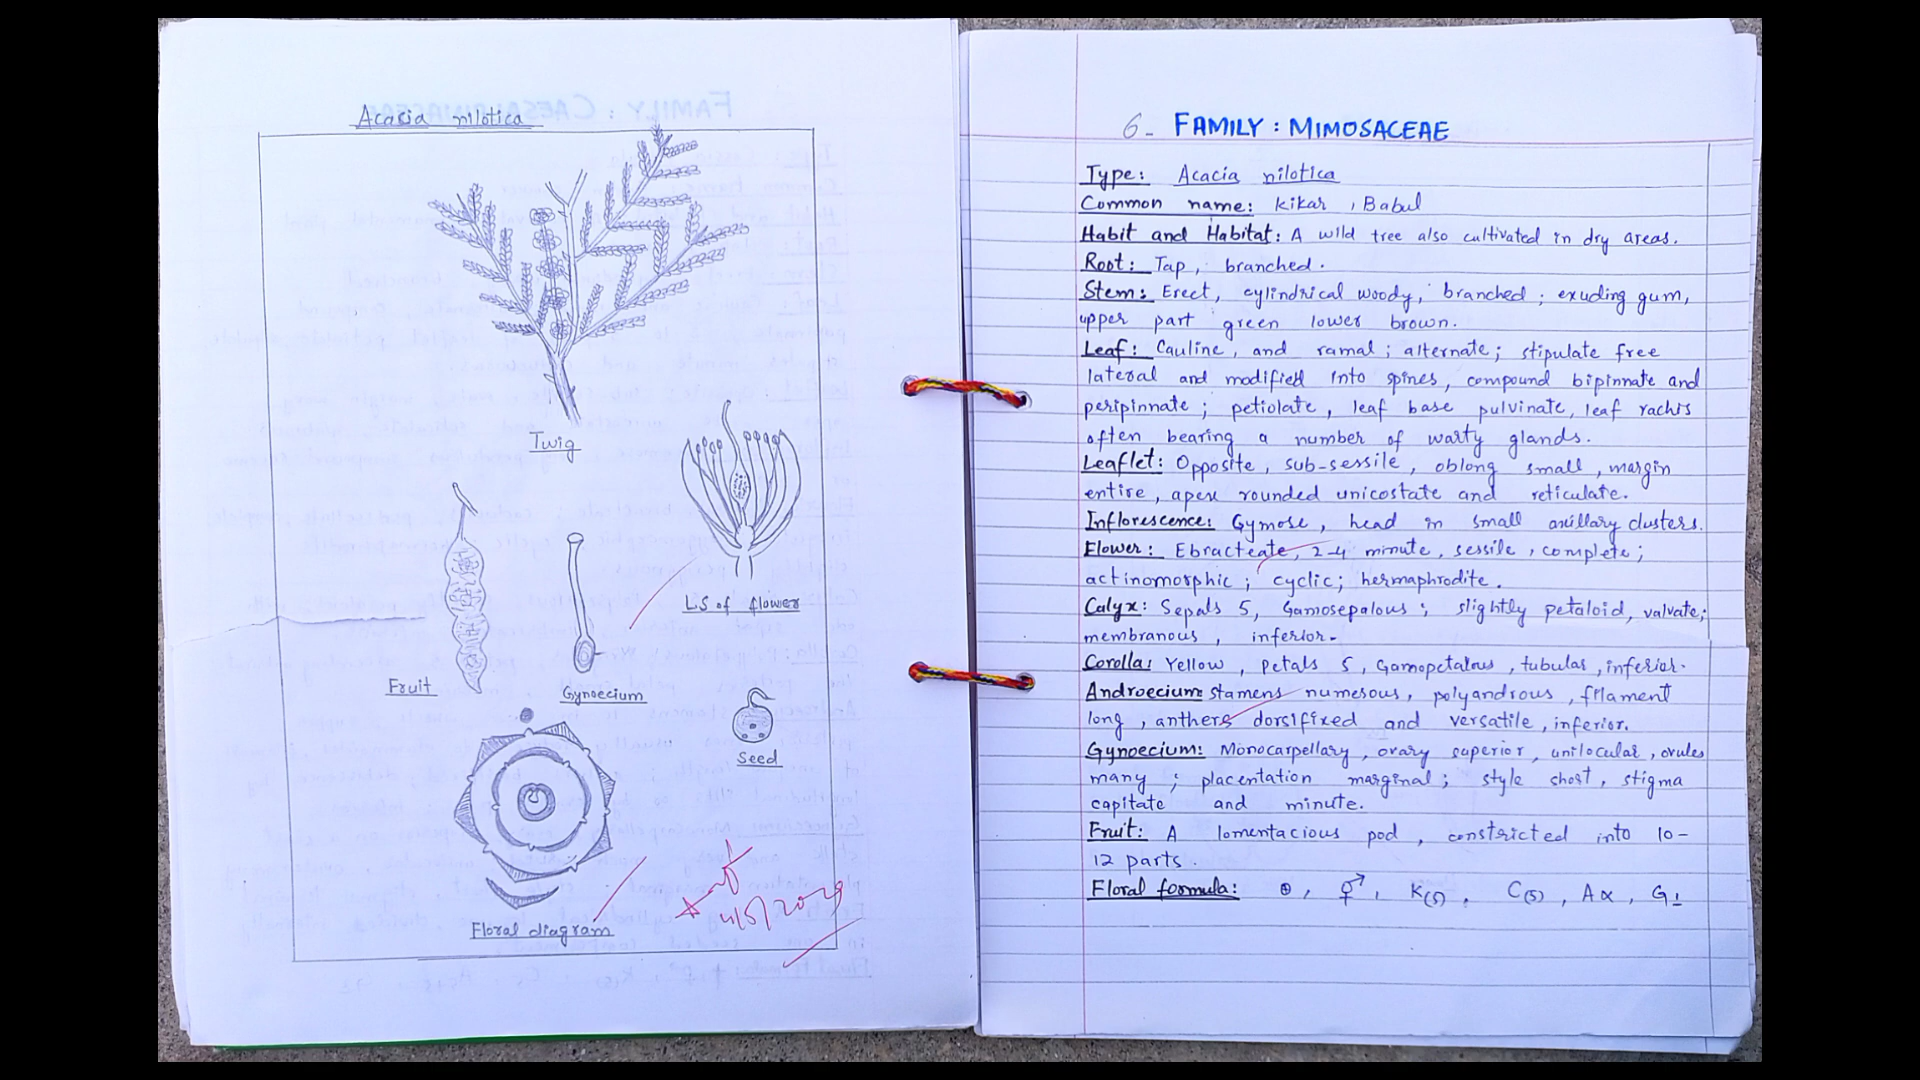 Acacia nilotica
Twig
L.S of flower
Fruit
Gynoecium
Seed
Floral diagram
4/5/2029
6- FAMILY : MIMOSACEAE
Type: Acacia nilotica
Common name: Kikar , Babul
Habit and Habitat: A wild tree also cultivated in dry areas.
Root: Tap, branched.
Stem: Erect, cylindrical woody, branched ; exuding gum,
upper part green lower brown.
Leaf: Cauline, and ramal ; alternate; stipulate free
lateral and modified into spines, compound bipinnate and
peripinnate ; petiolate, leaf base pulvinate, leaf rachis
often bearing a number of warty glands.
Leaflet: Opposite, sub-sessile, oblong small, margin
entire, apex rounded unicostate and reticulate.
Inflorescence: Cymose, head in small axillary clusters.
Flower: Ebracteate, 2-4 minute, sessile, complete;
actinomorphic ; cyclic; hermaphrodite.
Calyx: Sepals 5, Gamosepalous ; slightly petaloid, valvate;
membranous, inferior-
Corolla: Yellow, Petals 5, Gamopetalous, tubular, inferior.
Androecium: Stamens numerous, polyandrous, filament
long, anthers dorsifixed and versatile, inferior.
Gynoecium: Monocarpellary, ovary superior, unilocular, ovules
many ; placentation marginal ; style short, stigma
capitate and minute.
Fruit: A lomentacious pod, constricted into 10-
12 parts.
Floral formula: ⊕, ⚥, K(5), C(5), A∝, G1